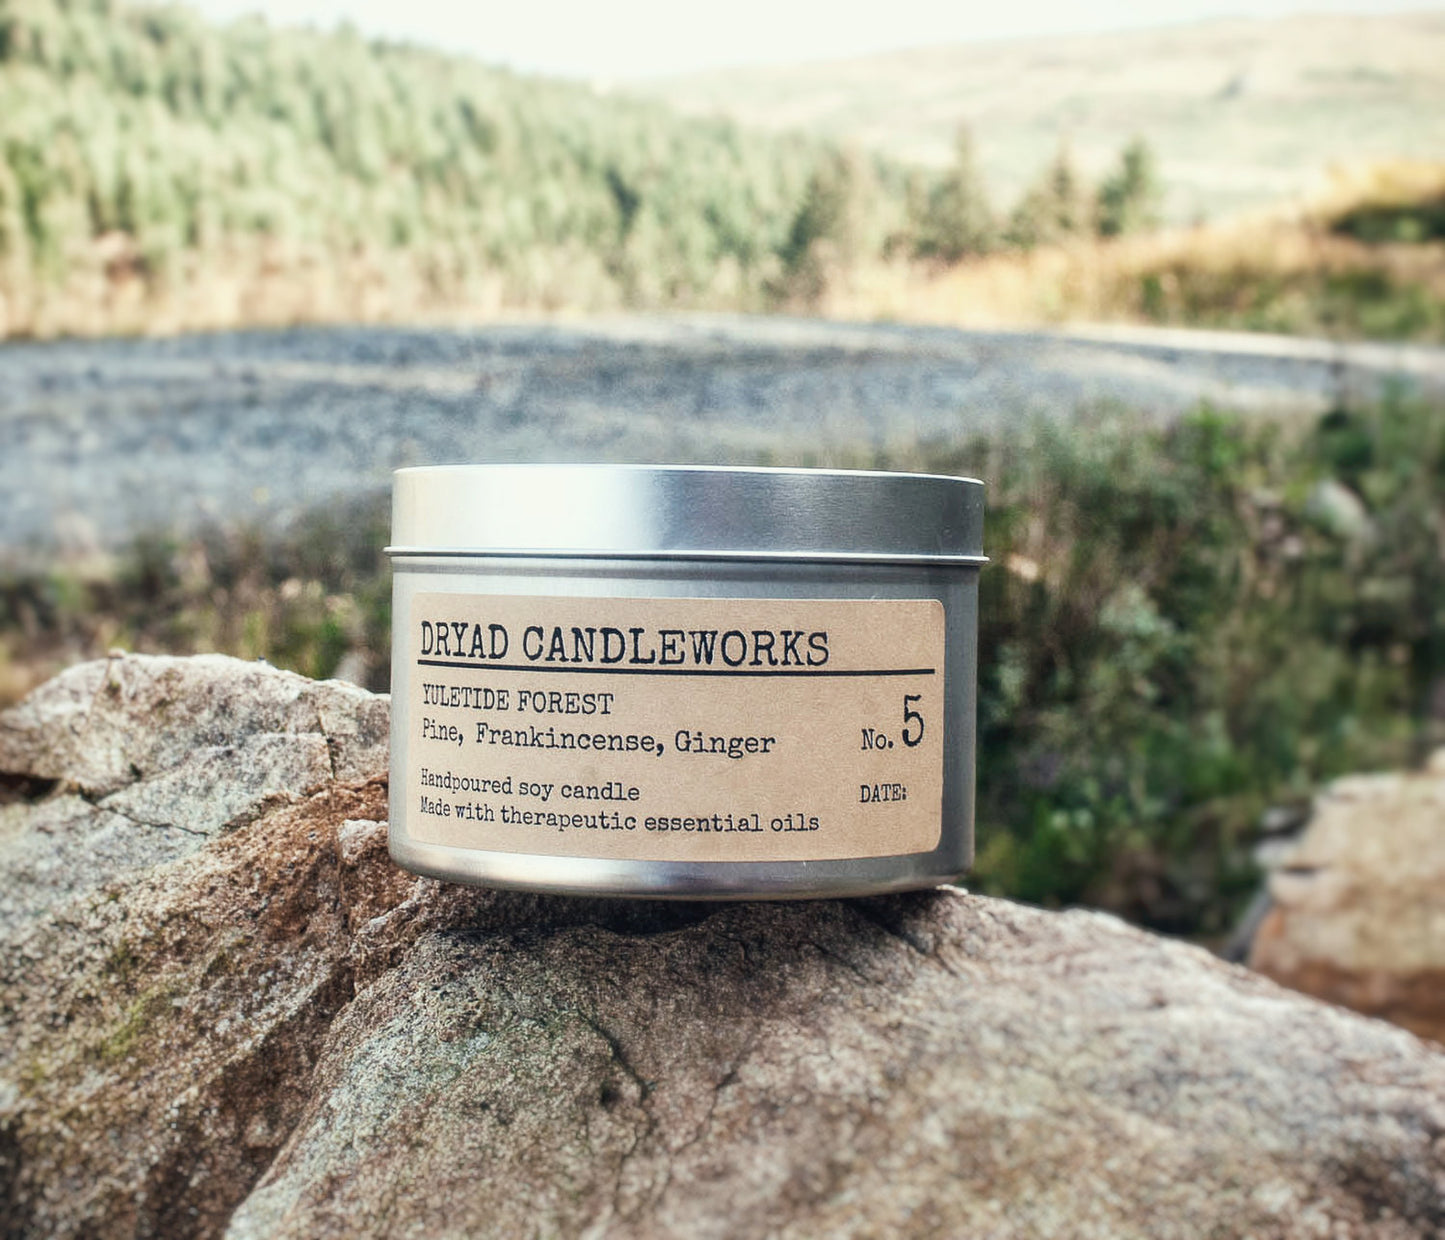 DRYAD CANDLEWORKS
YULETIDE FOREST
Pine, Frankincense, Ginger
No. 5
Handpoured soy candle
Made with therapeutic essential oils
DATE: